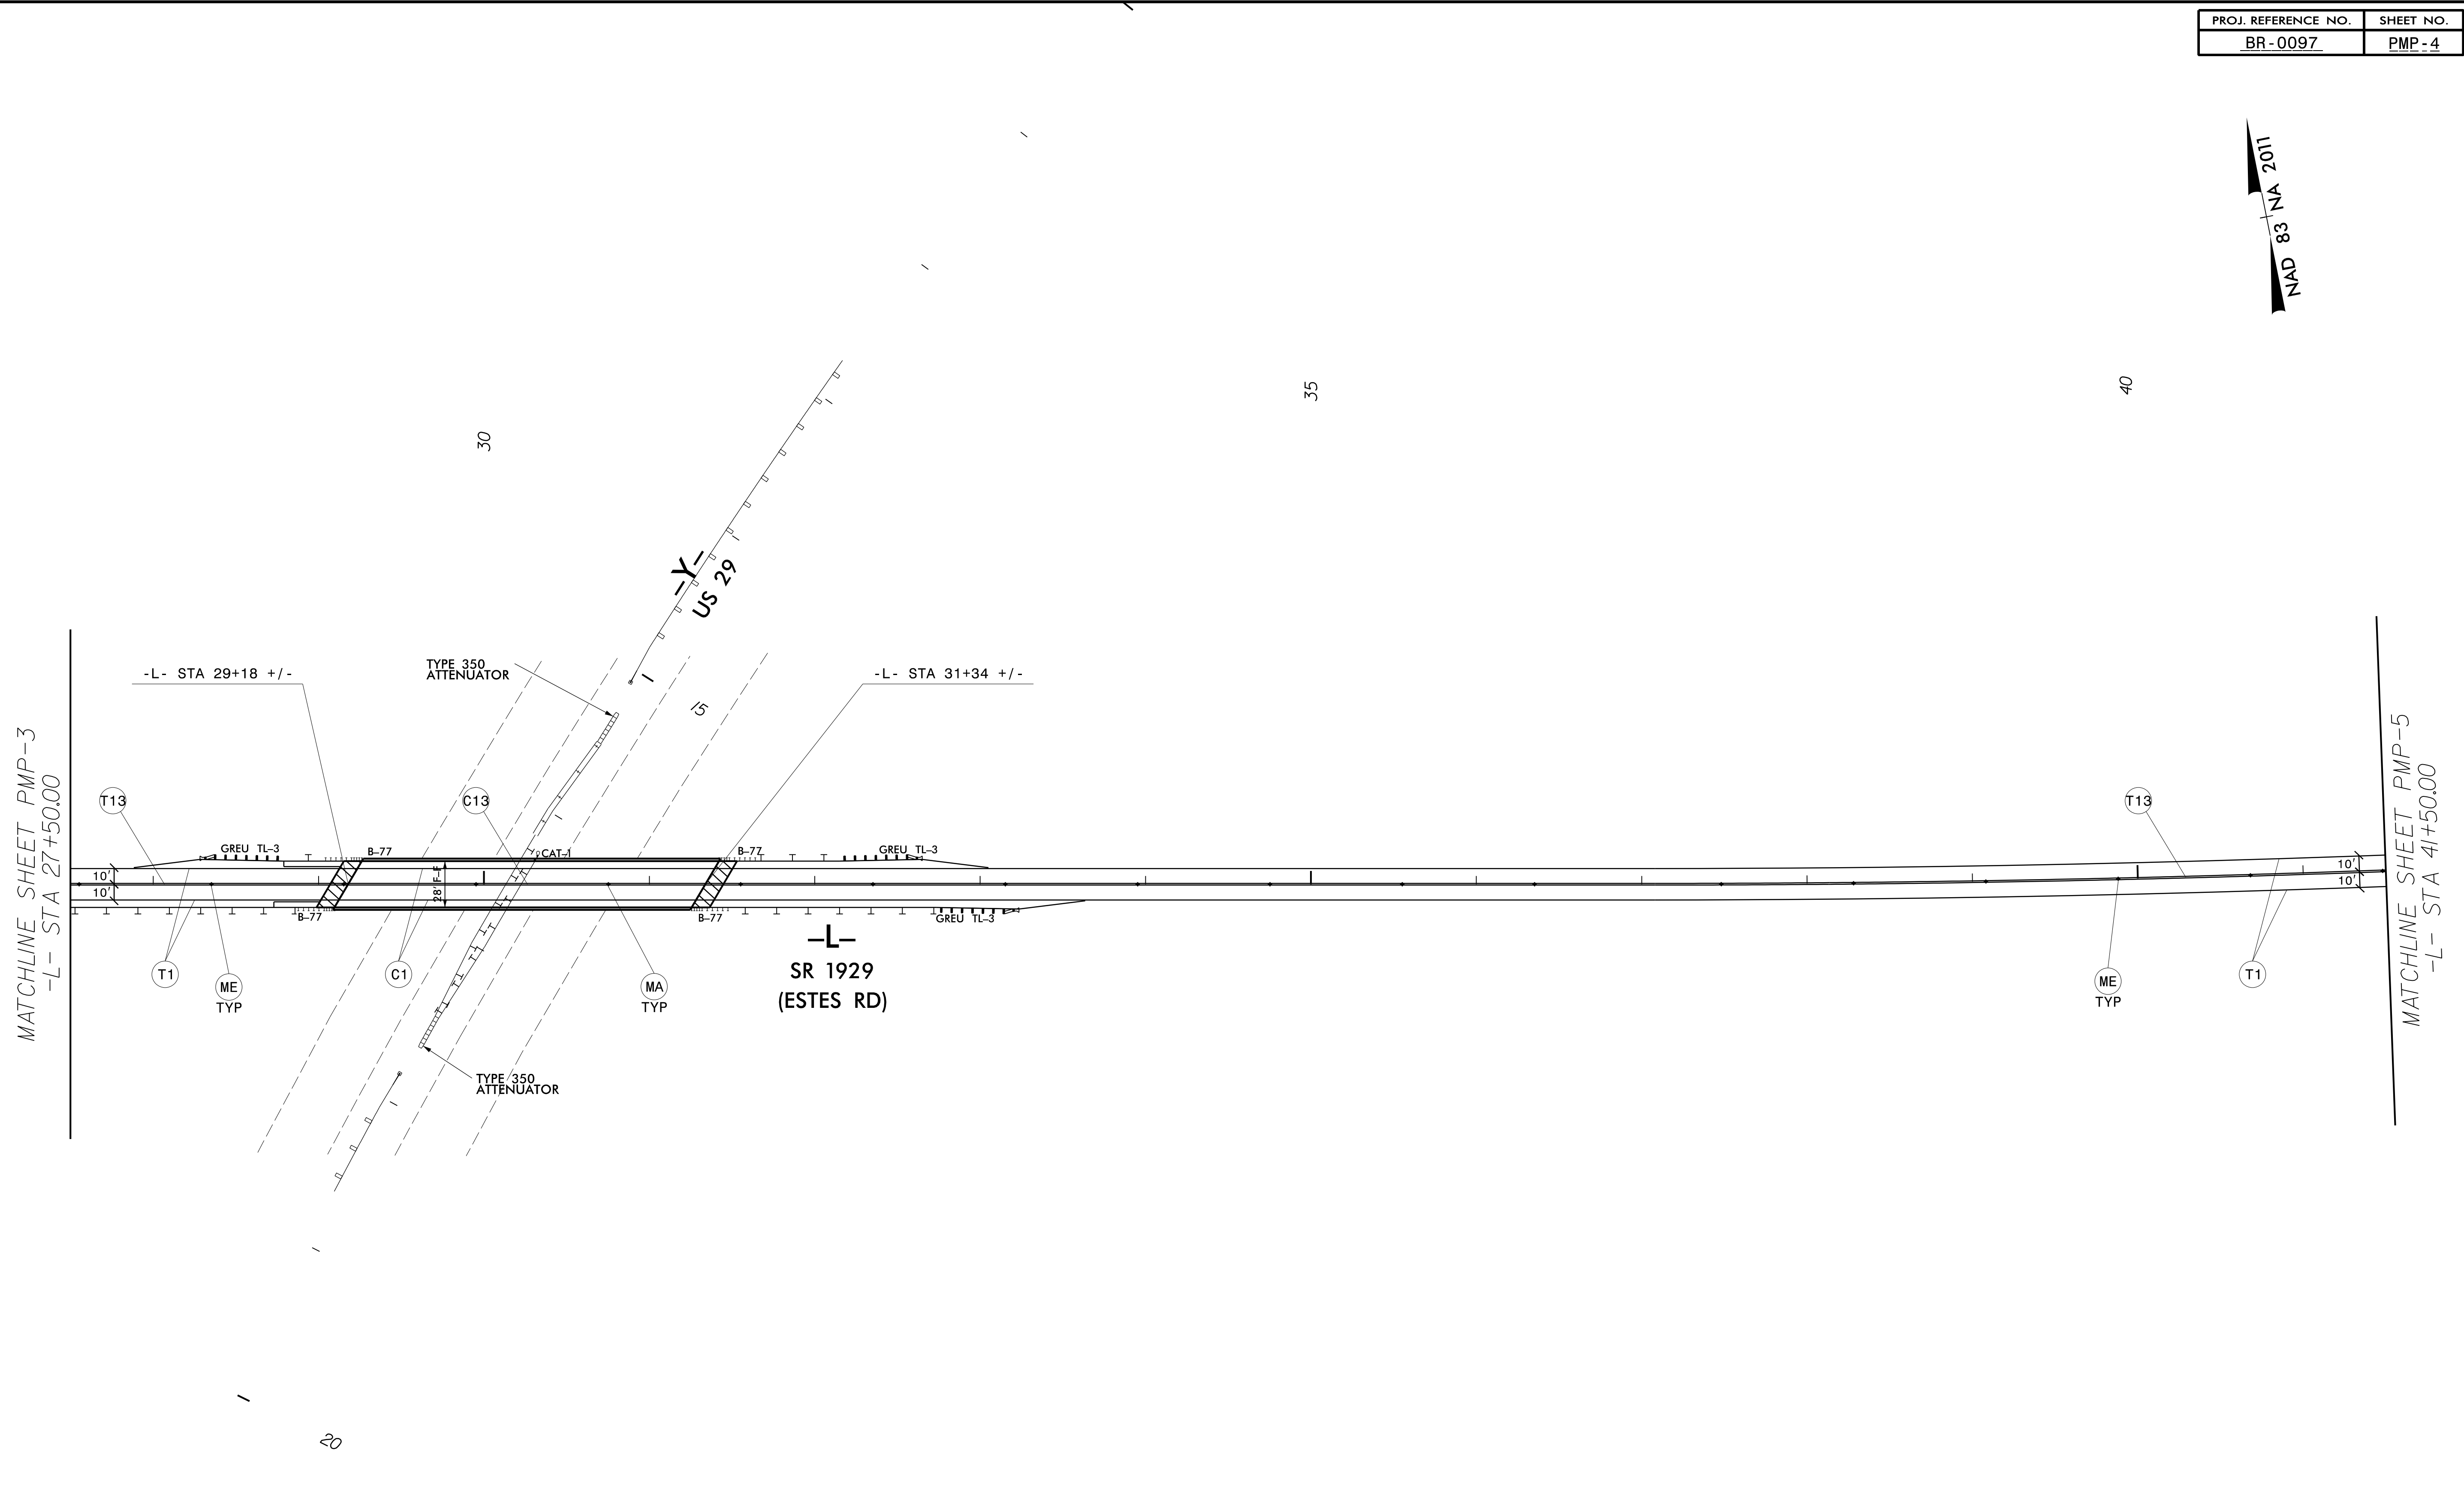 PROJ. REFERENCE NO.
SHEET NO.
BR-0097
PMP-4
NAD 83 NA 2011
30
35
40
-Y-
US 29
TYPE 350
ATTENUATOR
-L- STA 29+18 +/-
-L- STA 31+34 +/-
15
MATCHLINE SHEET PMP-3
-L- STA 27+50.00
MATCHLINE SHEET PMP-5
-L- STA 41+50.00
T13
C13
T13
GREU TL-3
B-77
CAT-1
B-77
GREU TL-3
10'
10'
28' F-F
10'
10'
B-77
B-77
GREU TL-3
-L-
SR 1929
(ESTES RD)
T1
ME
TYP
C1
MA
TYP
ME
TYP
T1
TYPE 350
ATTENUATOR
20